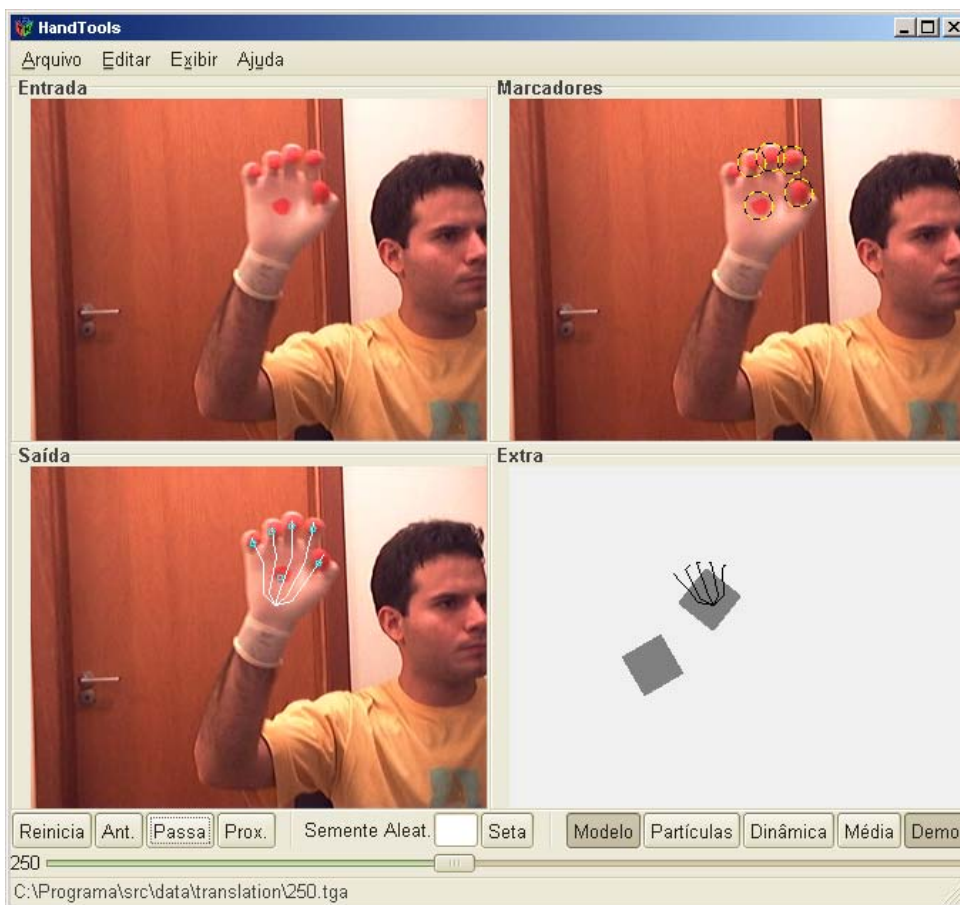 HandTools
Arquivo Editar Exibir Ajuda
Entrada
Marcadores
Saída
Extra
Reinicia Ant. Passa Prox. Semente Aleat. Seta Modelo Partículas Dinâmica Média Demo
250
C:\Programa\src\data\translation\250.tga